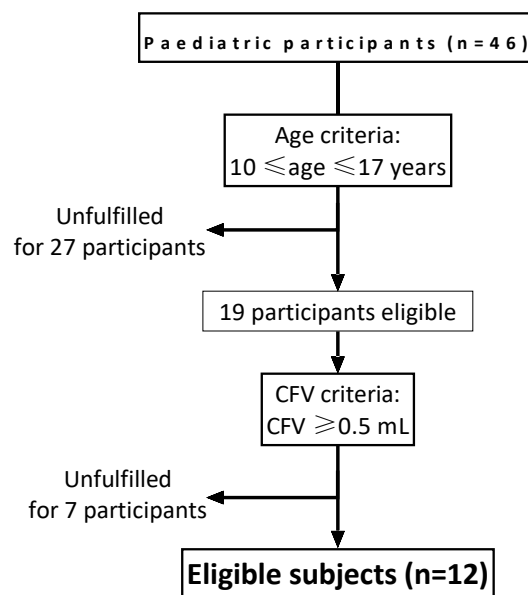 Paediatric participants (n=46)
Age criteria:
10 ≤age ≤17 years
Unfulfilled
for 27 participants
19 participants eligible
CFV criteria:
CFV ≥0.5 mL
Unfulfilled
for 7 participants
Eligible subjects (n=12)